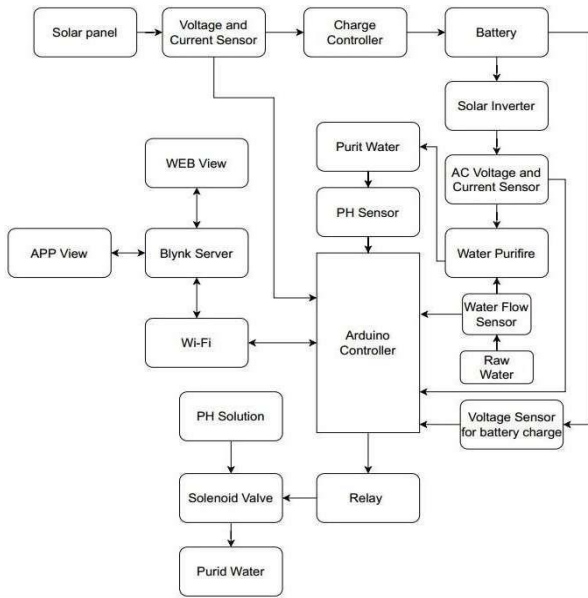 Solar panel
Voltage and
Current Sensor
Charge
Controller
Battery
Solar Inverter
WEB View
Purit Water
AC Voltage and
Current Sensor
PH Sensor
APP View
Blynk Server
Water Purifire
Water Flow
Sensor
Wi-Fi
Arduino
Controller
Raw
Water
PH Solution
Voltage Sensor
for battery charge
Solenoid Valve
Relay
Purid Water